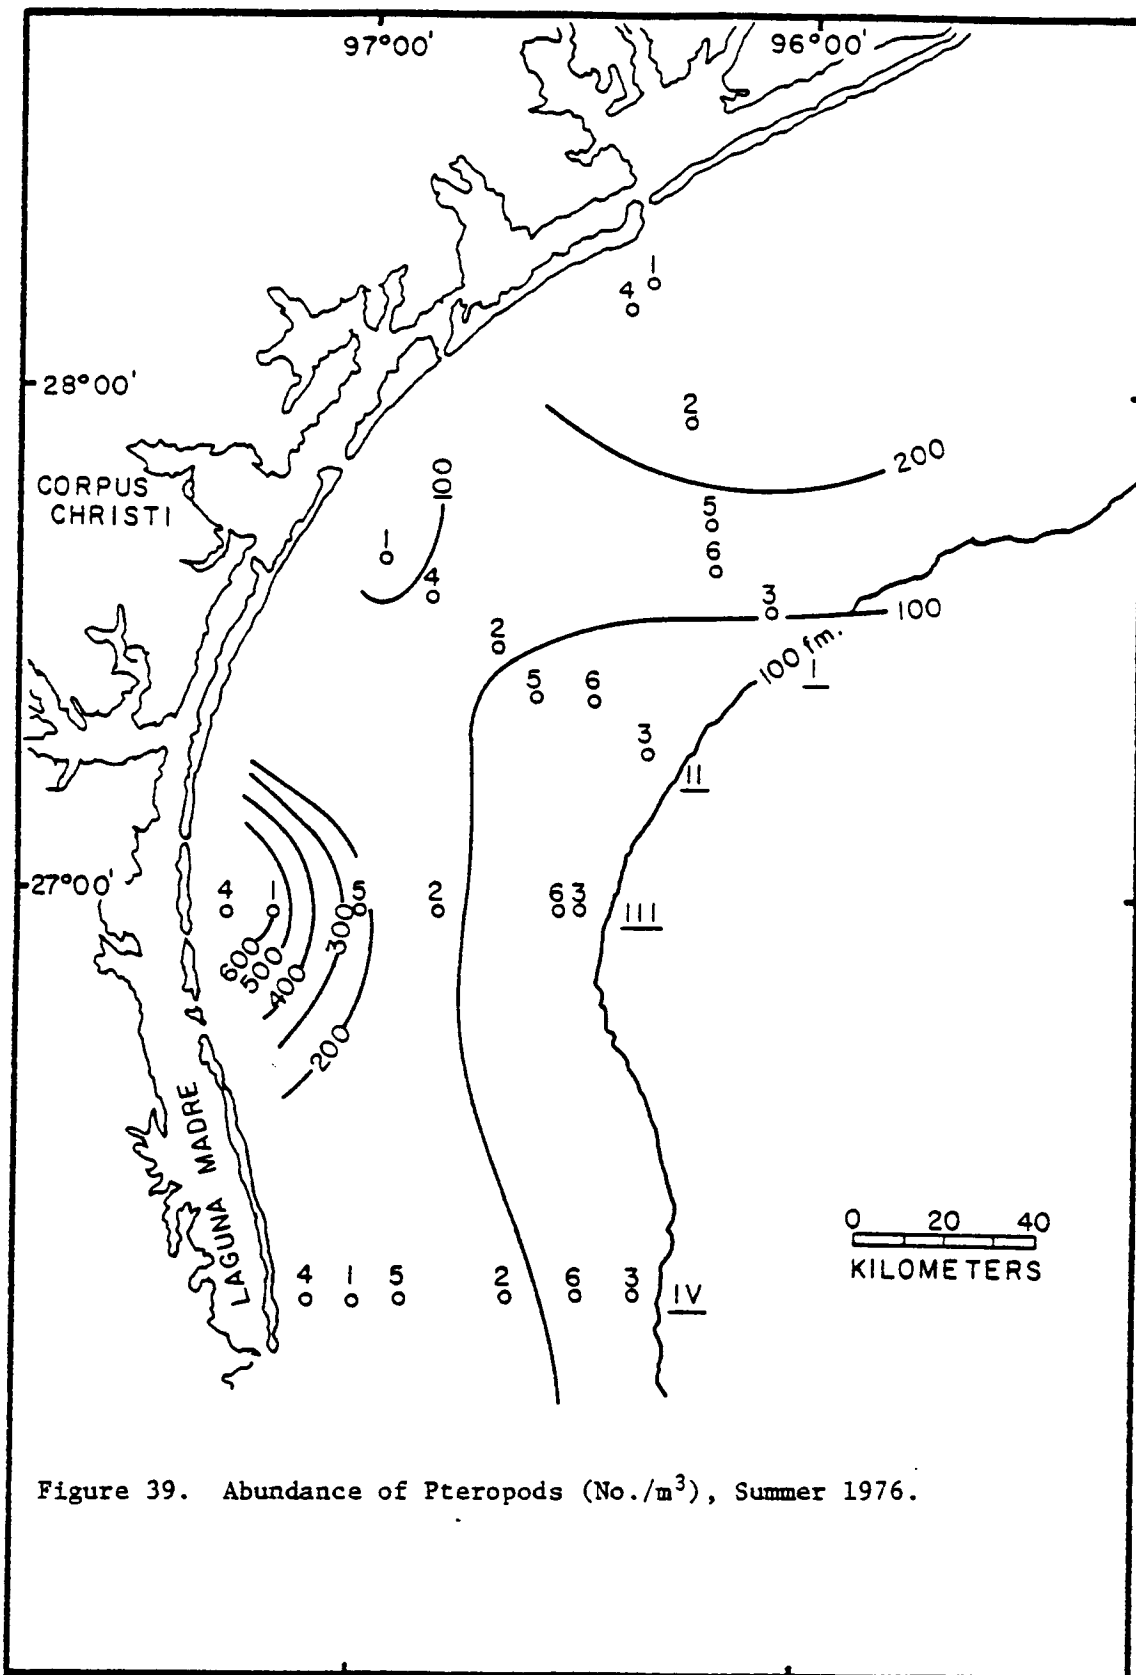 97°00' 96°00'
1
4
28°00'
2
200
CORPUS
CHRISTI
100
5
1
6
4
3
100
2
100 fm.
I
5 6
3
II
27°00'
4 1 5 2 6 3
III
600
500
400
300
200
LAGUNA MADRE
0 20 40
KILOMETERS
4 1 5 2 6 3
IV
Figure 39. Abundance of Pteropods (No./m³), Summer 1976.